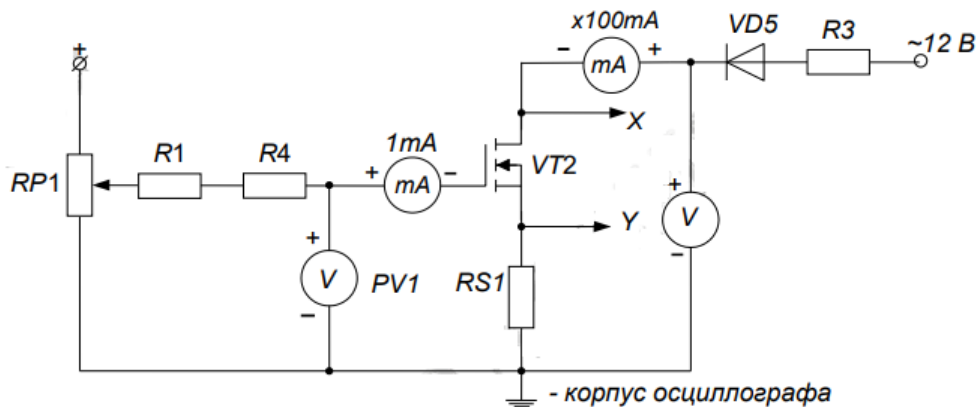 x100mA
VD5
R3
~12 В
+
− mA +
X
1mA
R1
R4
RP1
+ mA −
VT2
Y
+
V
−
+
V
−
PV1
RS1
- корпус осциллографа